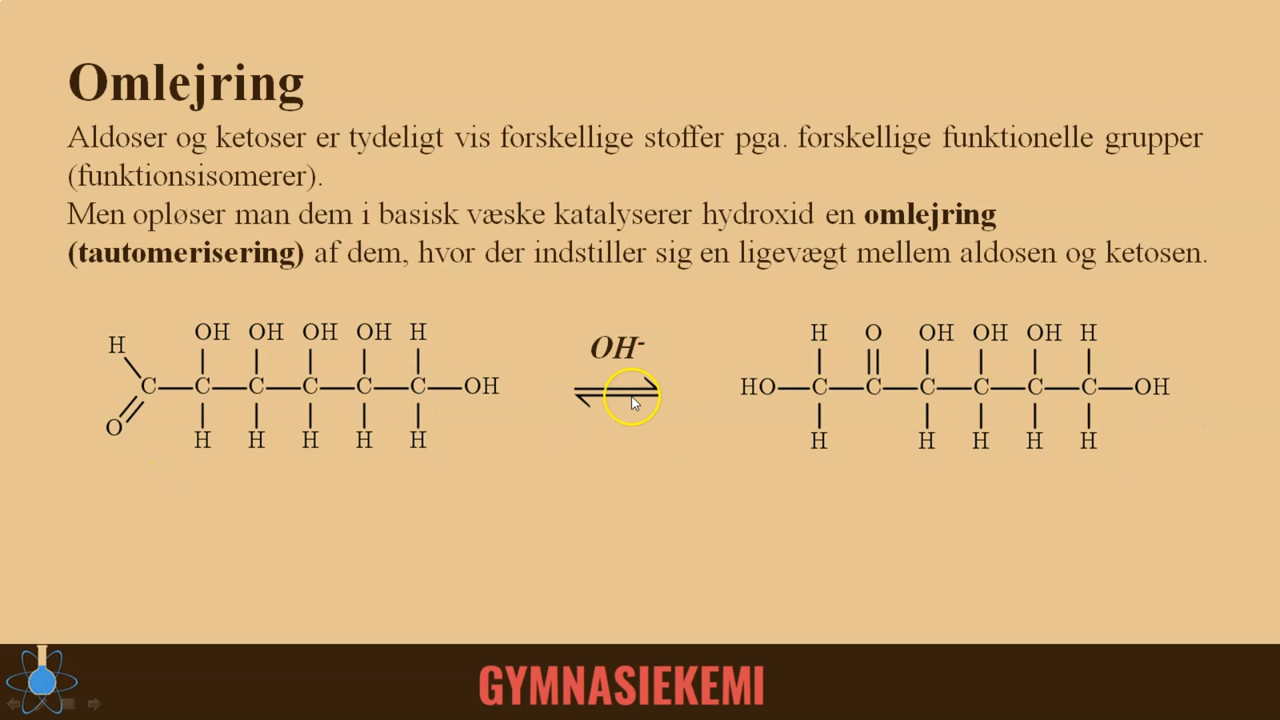 Omlejring
Aldoser og ketoser er tydeligt vis forskellige stoffer pga. forskellige funktionelle grupper
(funktionsisomerer).
Men opløser man dem i basisk væske katalyserer hydroxid en omlejring
(tautomerisering) af dem, hvor der indstiller sig en ligevægt mellem aldosen og ketosen.
H OH OH OH OH H
C C C C C C OH
O H H H H H
OH-
H O OH OH OH H
HO C C C C C C OH
H H H H H
GYMNASIEKEMI